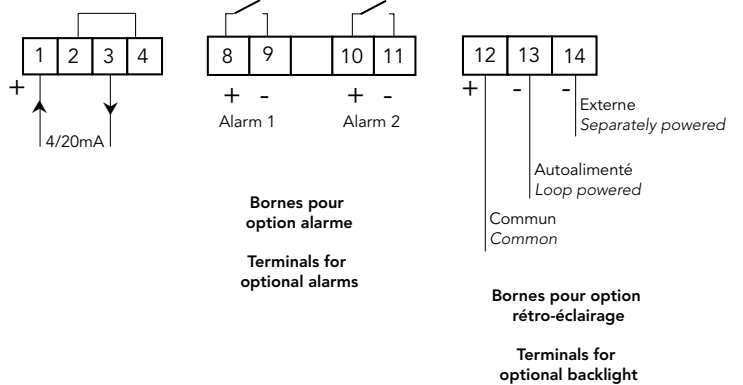 1 2 3 4
+
4/20mA
8 9 10 11
+ - + -
Alarm 1 Alarm 2
Bornes pour
option alarme
Terminals for
optional alarms
12 13 14
+ - -
Externe
Separately powered
Autoalimenté
Loop powered
Commun
Common
Bornes pour option
rétro-éclairage
Terminals for
optional backlight